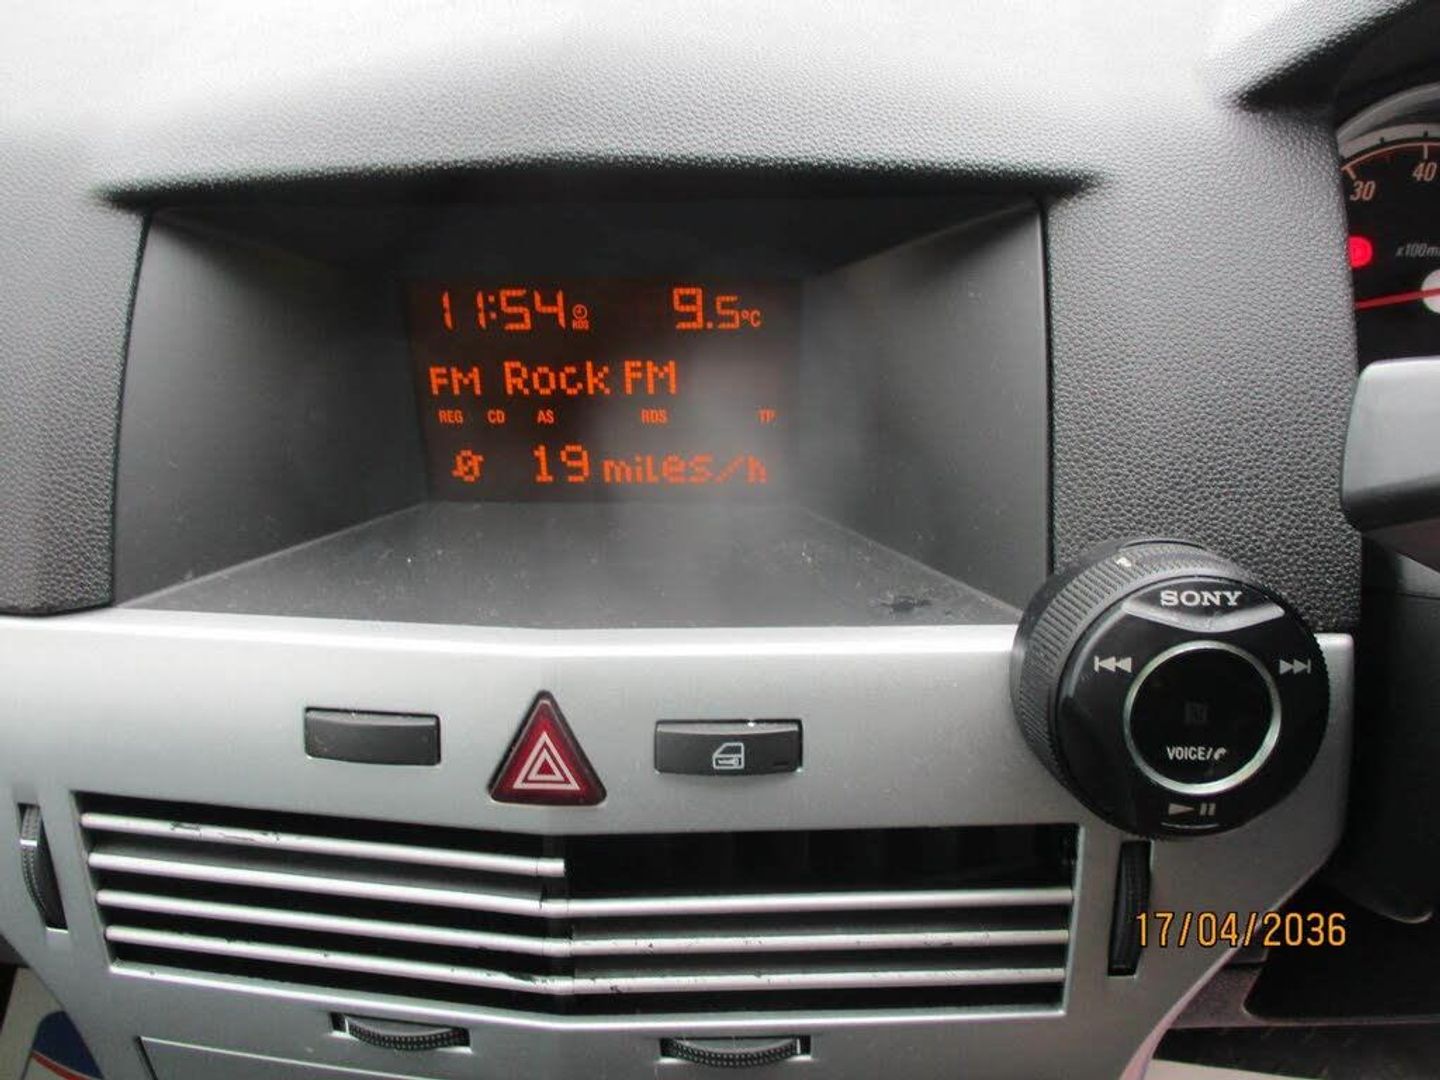 11:54 RDS 9.5°C
FM Rock FM
REG CD AS RDS TP
19 miles/h
30 40
x100
SONY
VOICE/
17/04/2036